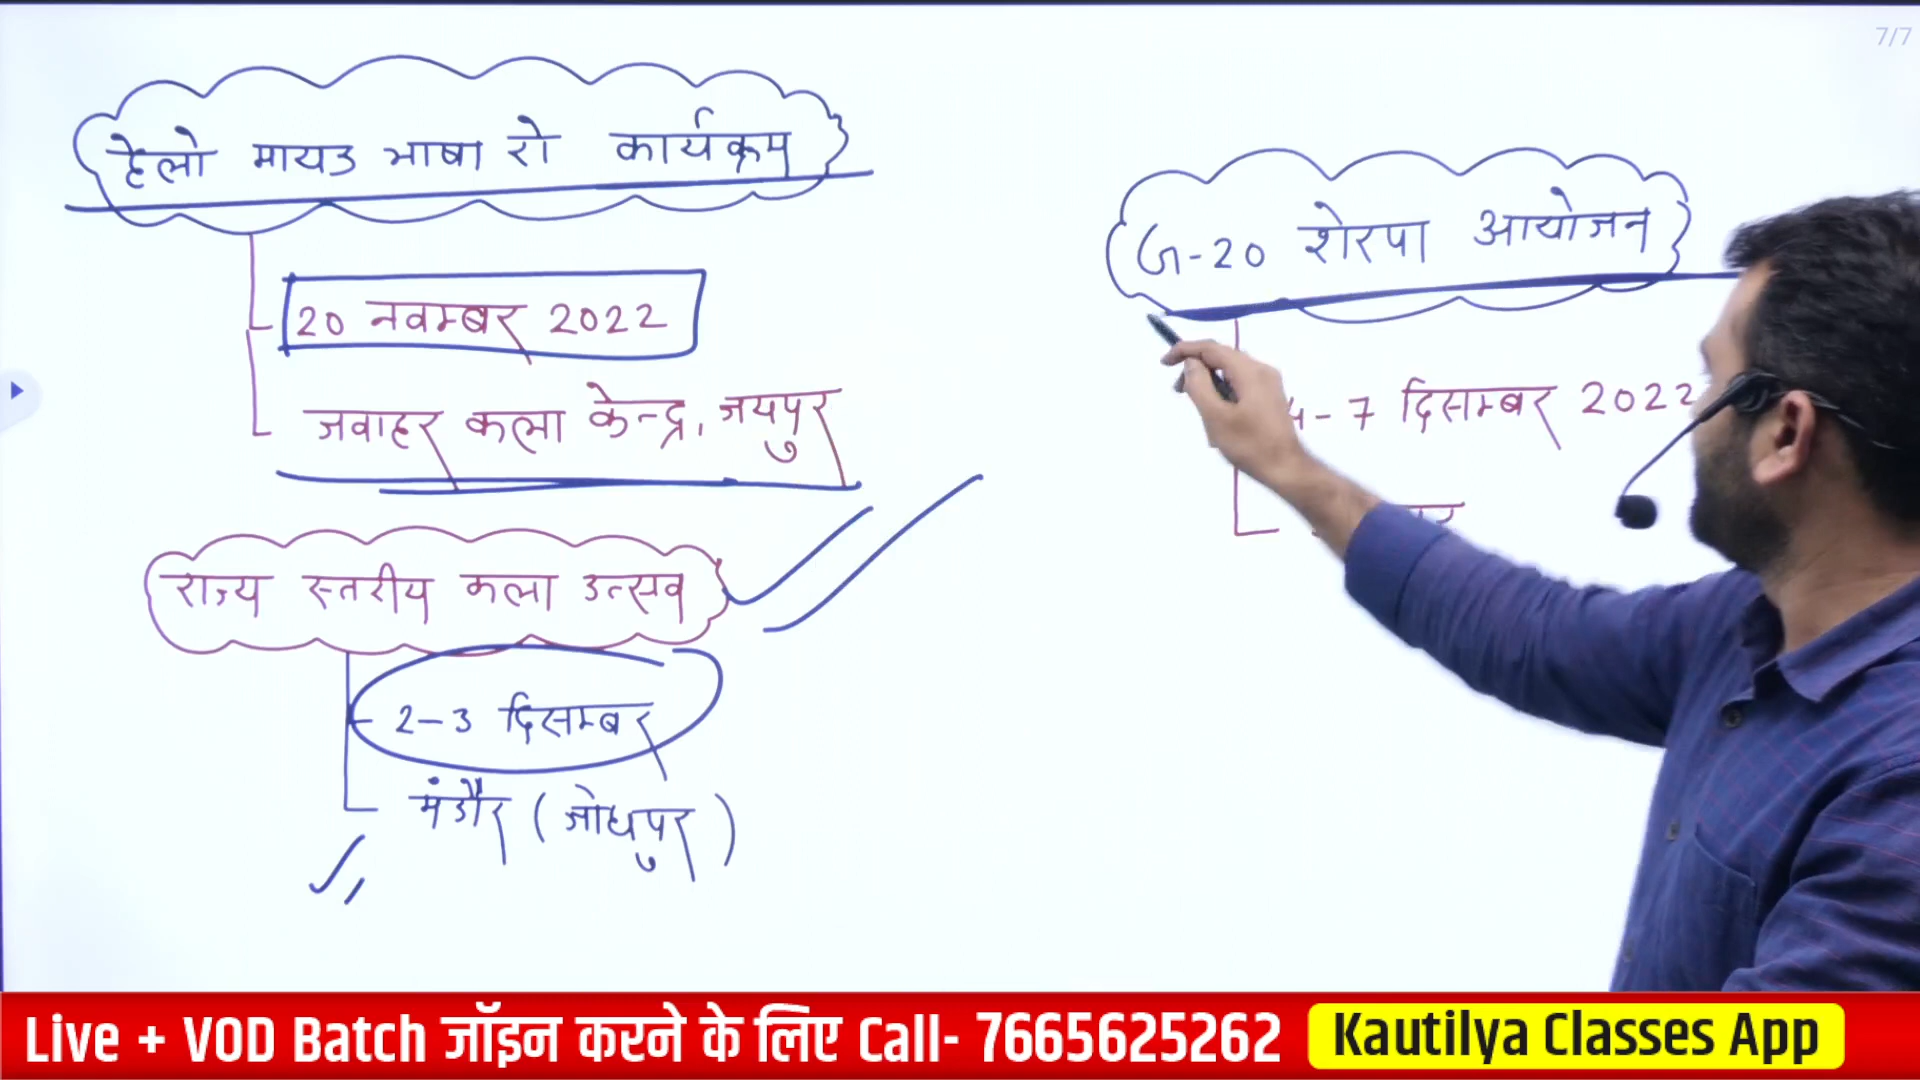 7/7
हेलो मायड भाषा रो कार्यक्रम
20 नवम्बर 2022
जवाहर कला केन्द्र, जयपुर
राज्य स्तरीय कला उत्सव
2-3 दिसम्बर
मंडौर (जोधपुर)
G-20 शेरपा आयोजन
4-7 दिसम्बर 2022
Live + VOD Batch जॉइन करने के लिए Call- 7665625262
Kautilya Classes App